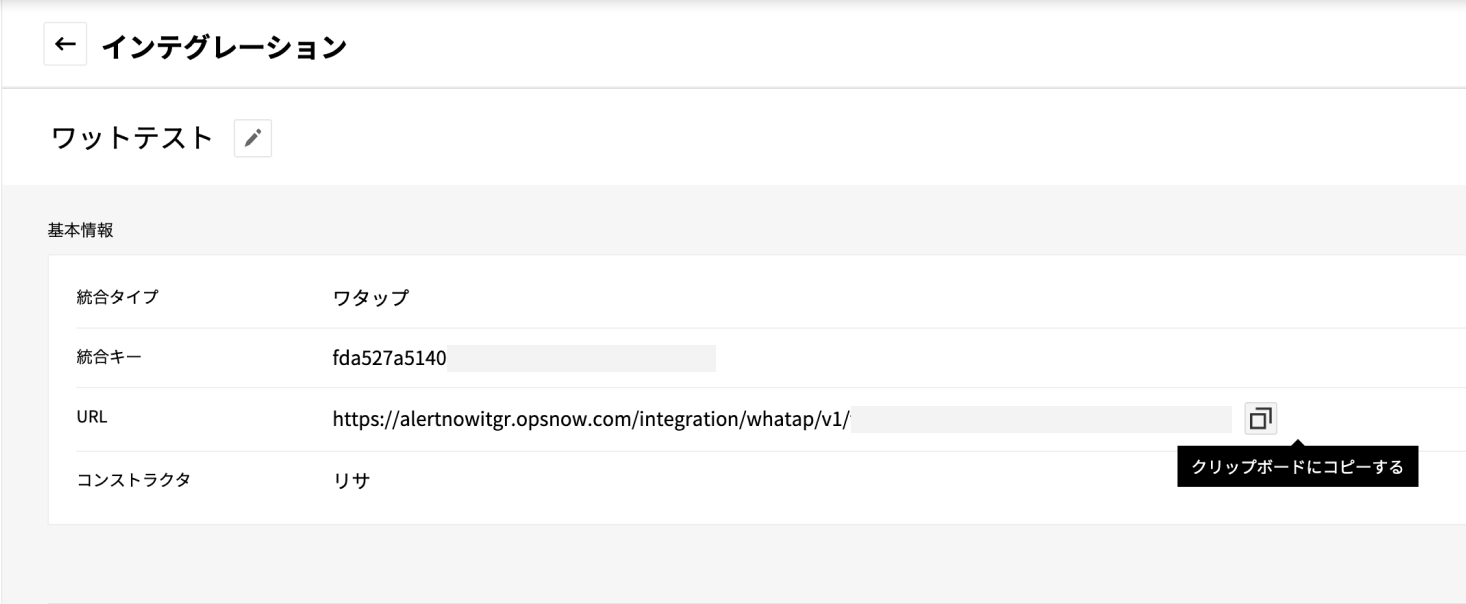 インテグレーション
ワットテスト
基本情報
統合タイプ ワタップ
統合キー fda527a5140
URL https://alertnowitgr.opsnow.com/integration/whatap/v1/
クリップボードにコピーする
コンストラクタ リサ